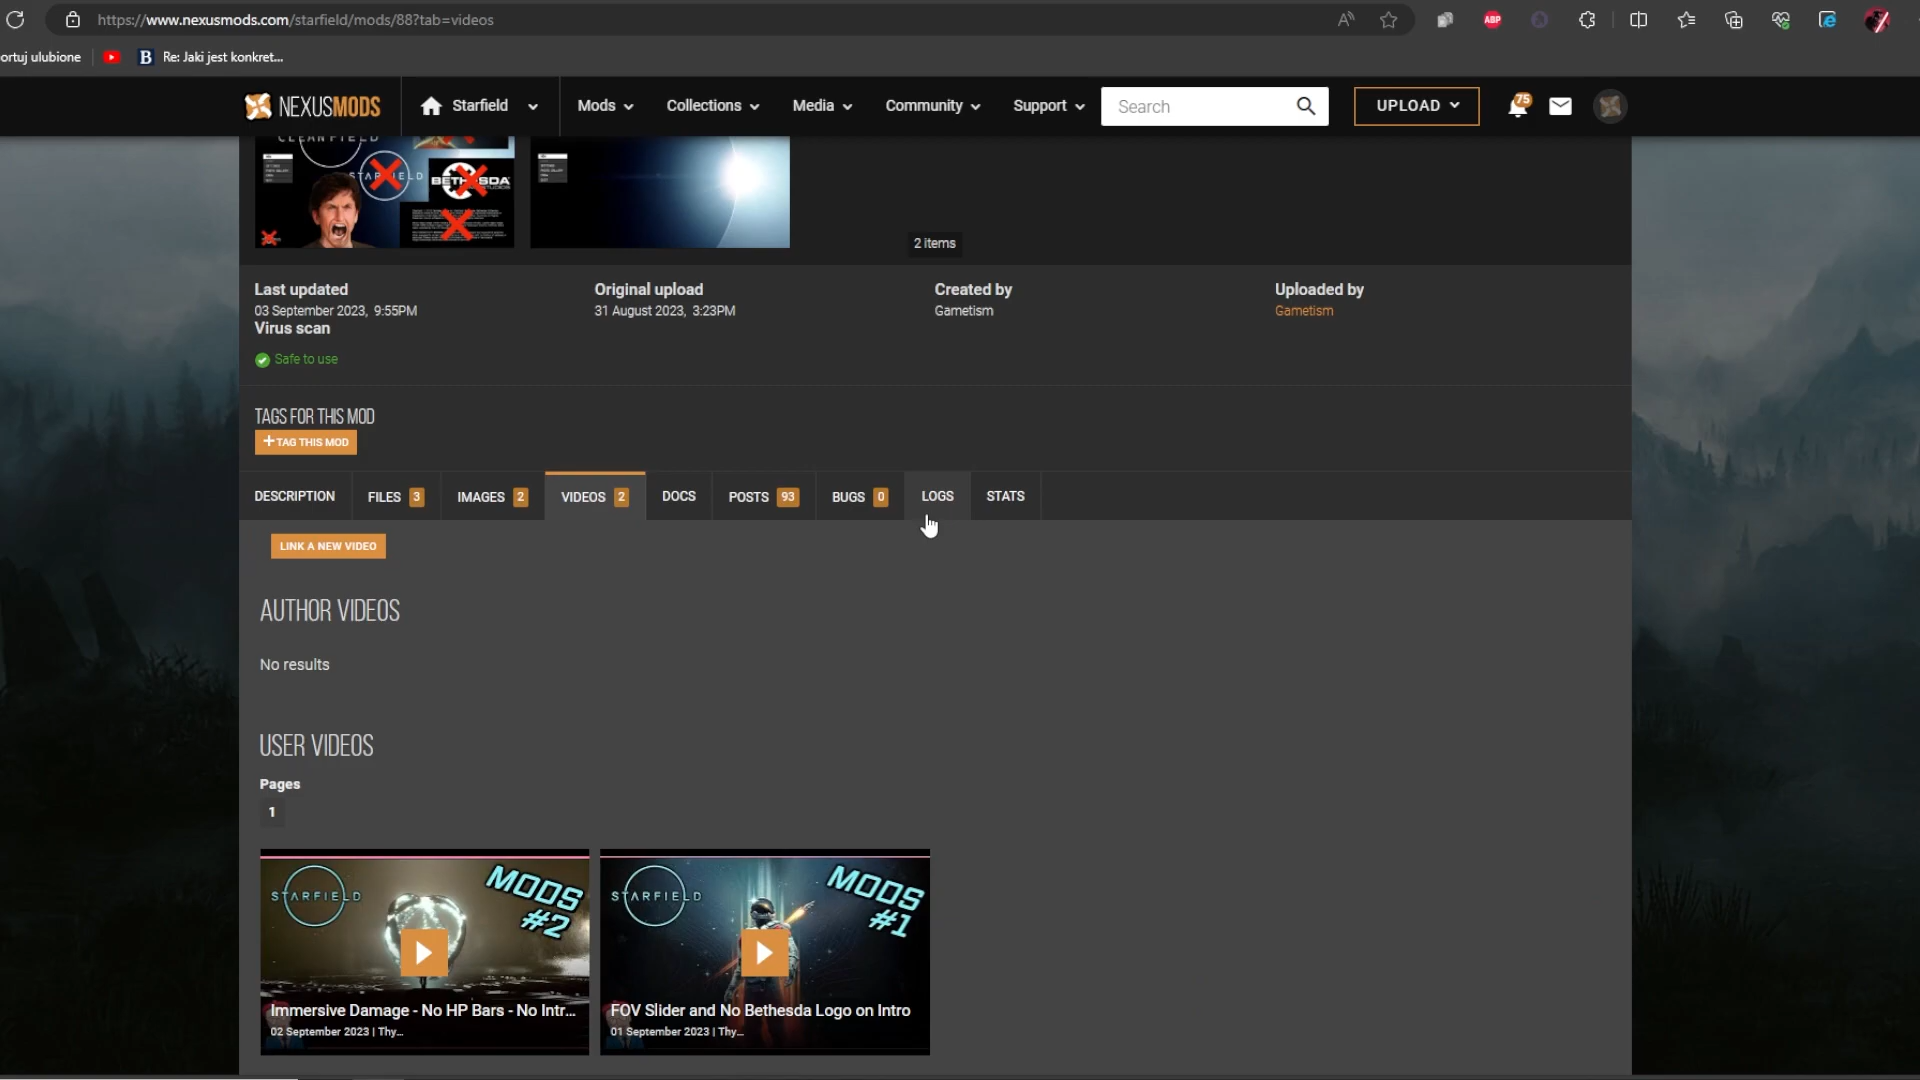 https://www.nexusmods.com/starfield/mods/88?tab=videos
ABP
ortuj ulubione
B Re: Jaki jest konkret...
NEXUSMODS
Starfield
Mods
Collections
Media
Community
Support
Search
UPLOAD
75
CLEANFIELD
STARFIELD
BETHESDA
2 items
Last updated
03 September 2023, 9:55PM
Original upload
31 August 2023, 3:23PM
Created by
Gametism
Uploaded by
Gametism
Virus scan
Safe to use
TAGS FOR THIS MOD
+TAG THIS MOD
DESCRIPTION
FILES 3
IMAGES 2
VIDEOS 2
DOCS
POSTS 93
BUGS 0
LOGS
STATS
LINK A NEW VIDEO
AUTHOR VIDEOS
No results
USER VIDEOS
Pages
1
STARFIELD
MODS
#2
Immersive Damage - No HP Bars - No Intr...
02 September 2023 | Thy...
STARFIELD
MODS
#1
FOV Slider and No Bethesda Logo on Intro
01 September 2023 | Thy...